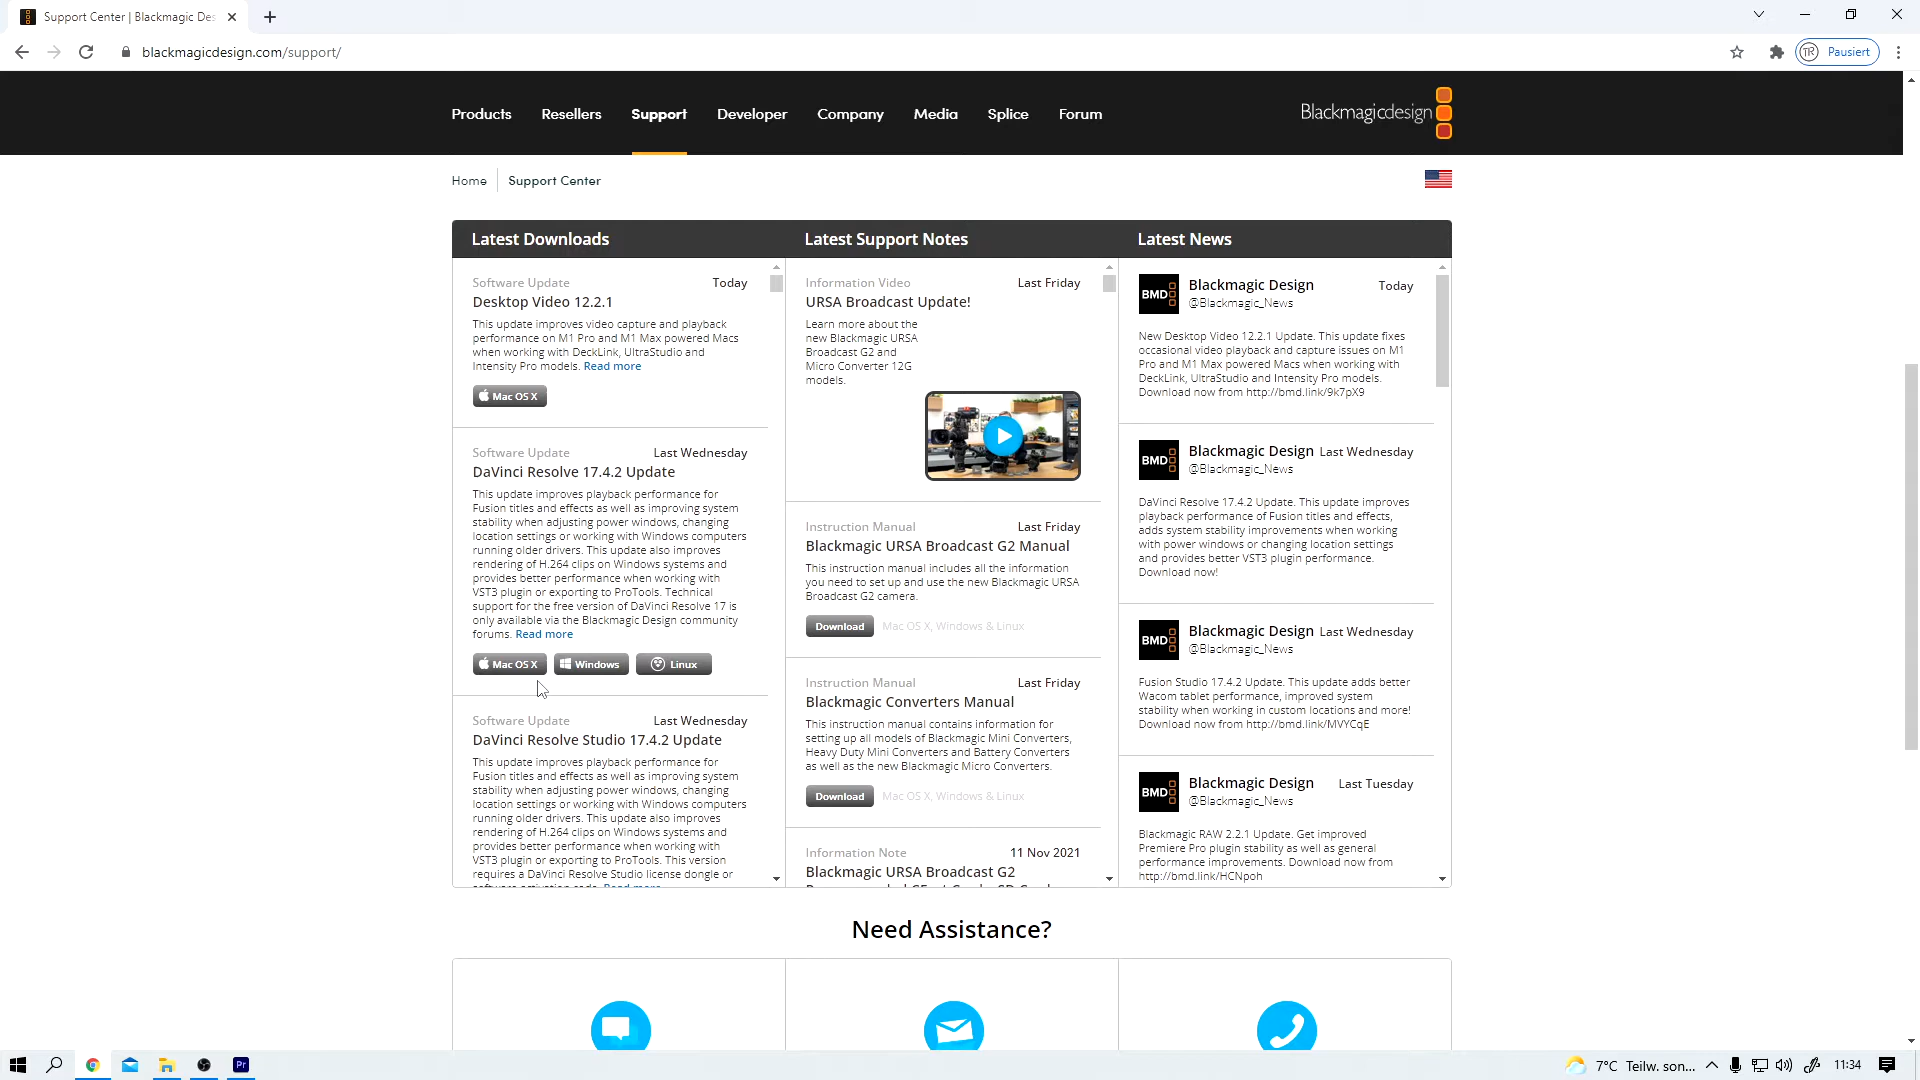 Support Center | Blackmagic Des
blackmagicdesign.com/support/
TR Pausiert
Products Resellers Support Developer Company Media Splice Forum
Blackmagicdesign
Home Support Center
Latest Downloads
Software Update Today
Desktop Video 12.2.1
This update improves video capture and playback
performance on M1 Pro and M1 Max powered Macs
when working with DeckLink, UltraStudio and
Intensity Pro models. Read more
Mac OS X
Software Update Last Wednesday
DaVinci Resolve 17.4.2 Update
This update improves playback performance for
Fusion titles and effects as well as improving system
stability when adjusting power windows, changing
location settings or working with Windows computers
running older drivers. This update also improves
rendering of H.264 clips on Windows systems and
provides better performance when working with
VST3 plugin or exporting to ProTools. Technical
support for the free version of DaVinci Resolve 17 is
only available via the Blackmagic Design community
forums. Read more
Mac OS X Windows Linux
Software Update Last Wednesday
DaVinci Resolve Studio 17.4.2 Update
This update improves playback performance for
Fusion titles and effects as well as improving system
stability when adjusting power windows, changing
location settings or working with Windows computers
running older drivers. This update also improves
rendering of H.264 clips on Windows systems and
provides better performance when working with
VST3 plugin or exporting to ProTools. This version
requires a DaVinci Resolve Studio license dongle or
software activation code. Read more
Latest Support Notes
Information Video Last Friday
URSA Broadcast Update!
Learn more about the
new Blackmagic URSA
Broadcast G2 and
Micro Converter 12G
models.
Instruction Manual Last Friday
Blackmagic URSA Broadcast G2 Manual
This instruction manual includes all the information
you need to set up and use the new Blackmagic URSA
Broadcast G2 camera.
Download Mac OS X, Windows & Linux
Instruction Manual Last Friday
Blackmagic Converters Manual
This instruction manual contains information for
setting up all models of Blackmagic Mini Converters,
Heavy Duty Mini Converters and Battery Converters
as well as the new Blackmagic Micro Converters.
Download Mac OS X, Windows & Linux
Information Note 11 Nov 2021
Blackmagic URSA Broadcast G2
Latest News
BMD Blackmagic Design Today
@Blackmagic_News
New Desktop Video 12.2.1 Update. This update fixes
occasional video playback and capture issues on M1
Pro and M1 Max powered Macs when working with
DeckLink, UltraStudio and Intensity Pro models.
Download now from http://bmd.link/9k7pX9
BMD Blackmagic Design Last Wednesday
@Blackmagic_News
DaVinci Resolve 17.4.2 Update. This update improves
playback performance of Fusion titles and effects,
adds system stability improvements when working
with power windows or changing location settings
and provides better VST3 plugin performance.
Download now!
BMD Blackmagic Design Last Wednesday
@Blackmagic_News
Fusion Studio 17.4.2 Update. This update adds better
Wacom tablet performance, improved system
stability when working in custom locations and more!
Download now from http://bmd.link/MVYCqE
BMD Blackmagic Design Last Tuesday
@Blackmagic_News
Blackmagic RAW 2.2.1 Update. Get improved
Premiere Pro plugin stability as well as general
performance improvements. Download now from
http://bmd.link/HCNpoh
Need Assistance?
Pr
7°C Teilw. son... 11:34